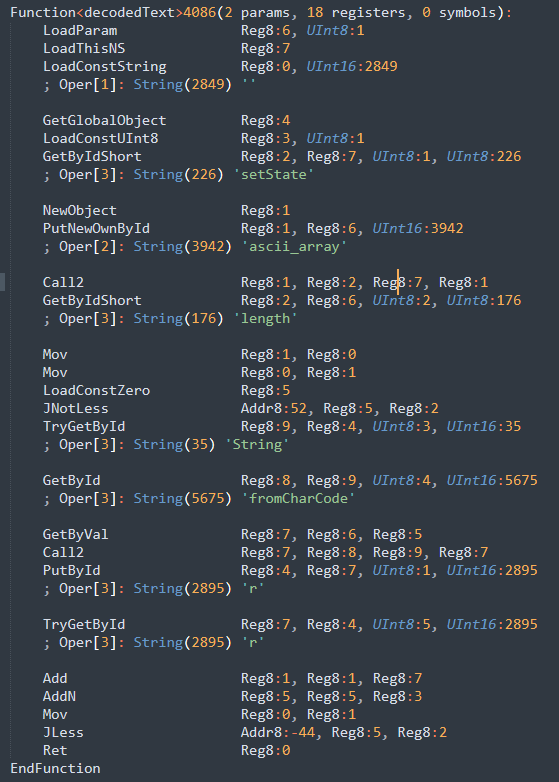 Function<decodedText>4086(2 params, 18 registers, 0 symbols):
    LoadParam               Reg8:6, UInt8:1
    LoadThisNS              Reg8:7
    LoadConstString         Reg8:0, UInt16:2849
    ; Oper[1]: String(2849) ''

    GetGlobalObject         Reg8:4
    LoadConstUInt8          Reg8:3, UInt8:1
    GetByIdShort            Reg8:2, Reg8:7, UInt8:1, UInt8:226
    ; Oper[3]: String(226) 'setState'

    NewObject               Reg8:1
    PutNewOwnById           Reg8:1, Reg8:6, UInt16:3942
    ; Oper[2]: String(3942) 'ascii_array'

    Call2                   Reg8:1, Reg8:2, Reg8:7, Reg8:1
    GetByIdShort            Reg8:2, Reg8:6, UInt8:2, UInt8:176
    ; Oper[3]: String(176) 'length'

    Mov                     Reg8:1, Reg8:0
    Mov                     Reg8:0, Reg8:1
    LoadConstZero           Reg8:5
    JNotLess                Addr8:52, Reg8:5, Reg8:2
    TryGetById              Reg8:9, Reg8:4, UInt8:3, UInt16:35
    ; Oper[3]: String(35) 'String'

    GetById                 Reg8:8, Reg8:9, UInt8:4, UInt16:5675
    ; Oper[3]: String(5675) 'fromCharCode'

    GetByVal                Reg8:7, Reg8:6, Reg8:5
    Call2                   Reg8:7, Reg8:8, Reg8:9, Reg8:7
    PutById                 Reg8:4, Reg8:7, UInt8:1, UInt16:2895
    ; Oper[3]: String(2895) 'r'

    TryGetById              Reg8:7, Reg8:4, UInt8:5, UInt16:2895
    ; Oper[3]: String(2895) 'r'

    Add                     Reg8:1, Reg8:1, Reg8:7
    AddN                    Reg8:5, Reg8:5, Reg8:3
    Mov                     Reg8:0, Reg8:1
    JLess                   Addr8:-44, Reg8:5, Reg8:2
    Ret                     Reg8:0
EndFunction